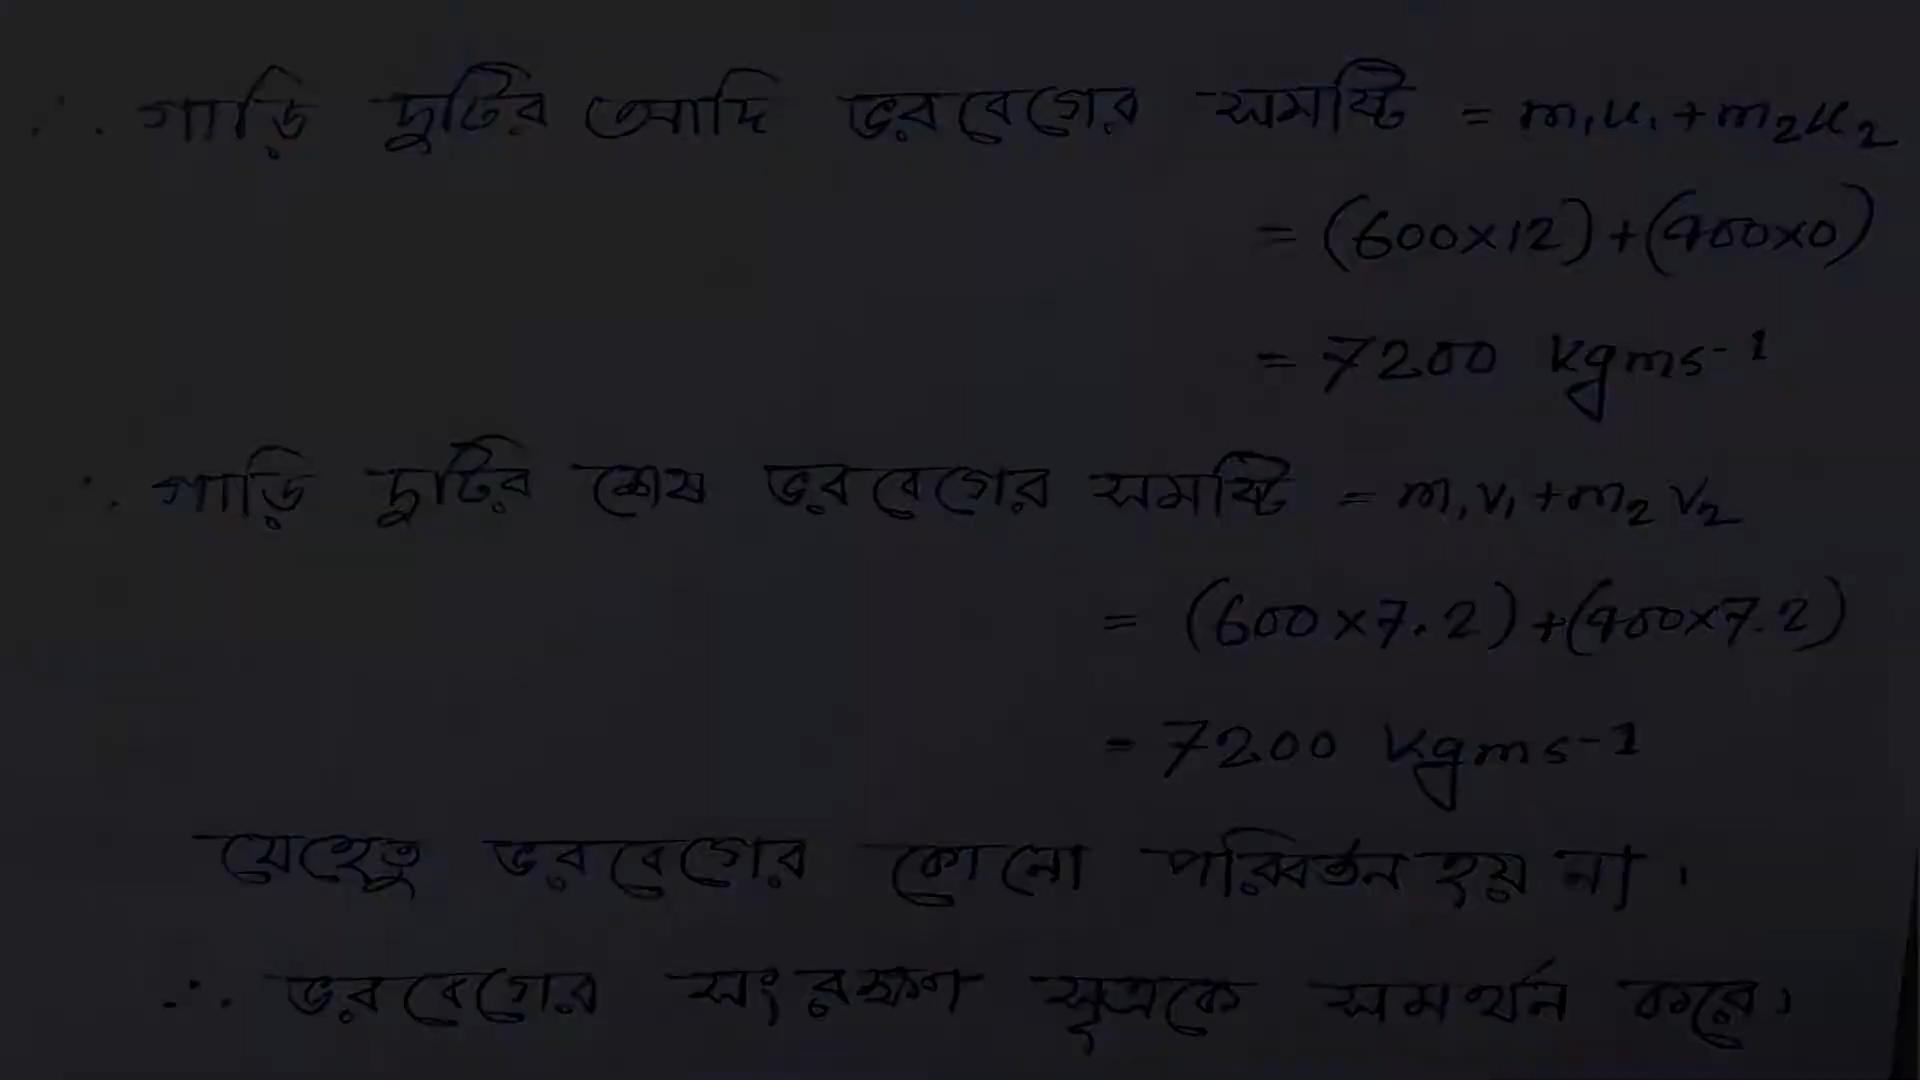 ∴ গাড়ি দুটির আদি ভরবেগের সমষ্টি = m₁u₁ + m₂u₂
= (600×12) + (400×0)
= 7200 kgms⁻¹
∴ গাড়ি দুটির শেষ ভরবেগের সমষ্টি = m₁v₁ + m₂v₂
= (600×7.2) + (400×7.2)
= 7200 kgms⁻¹
যেহেতু ভরবেগের কোনো পরিবর্তন হয় না।
∴ ভরবেগের সংরক্ষণ সূত্রকে সমর্থন করে।